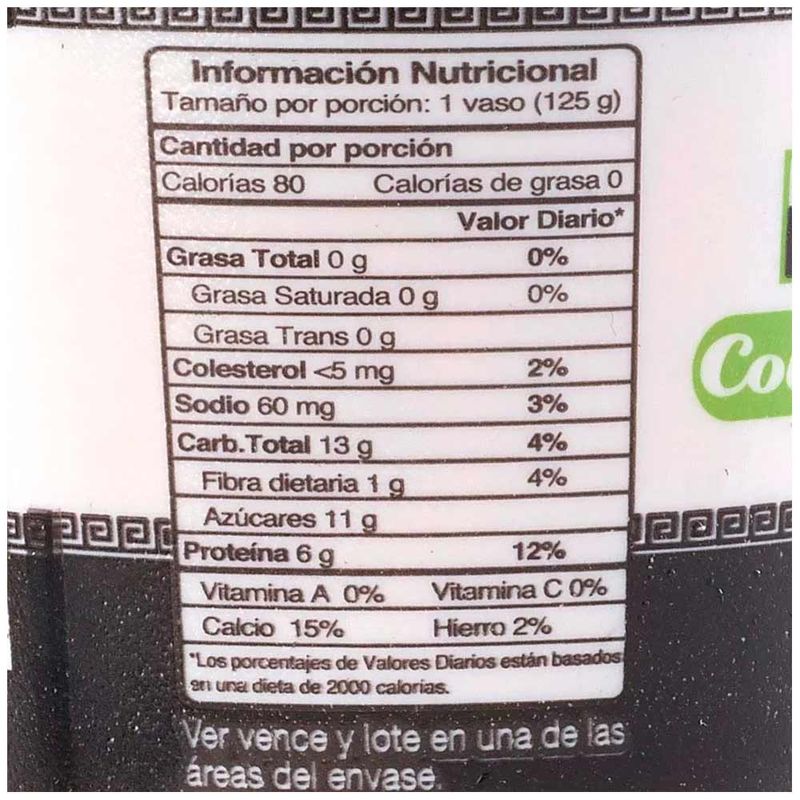 Información Nutricional
Tamaño por porción: 1 vaso (125 g)
Cantidad por porción
Calorías 80 Calorías de grasa 0
Valor Diario*
Grasa Total 0 g 0%
Grasa Saturada 0 g 0%
Grasa Trans 0 g
Colesterol <5 mg 2%
Sodio 60 mg 3%
Carb.Total 13 g 4%
Fibra dietaria 1 g 4%
Azúcares 11 g
Proteína 6 g 12%
Vitamina A 0% Vitamina C 0%
Calcio 15% Hierro 2%
*Los porcentajes de Valores Diarios están basados
en una dieta de 2000 calorías.
Ver vence y lote en una de las
áreas del envase.